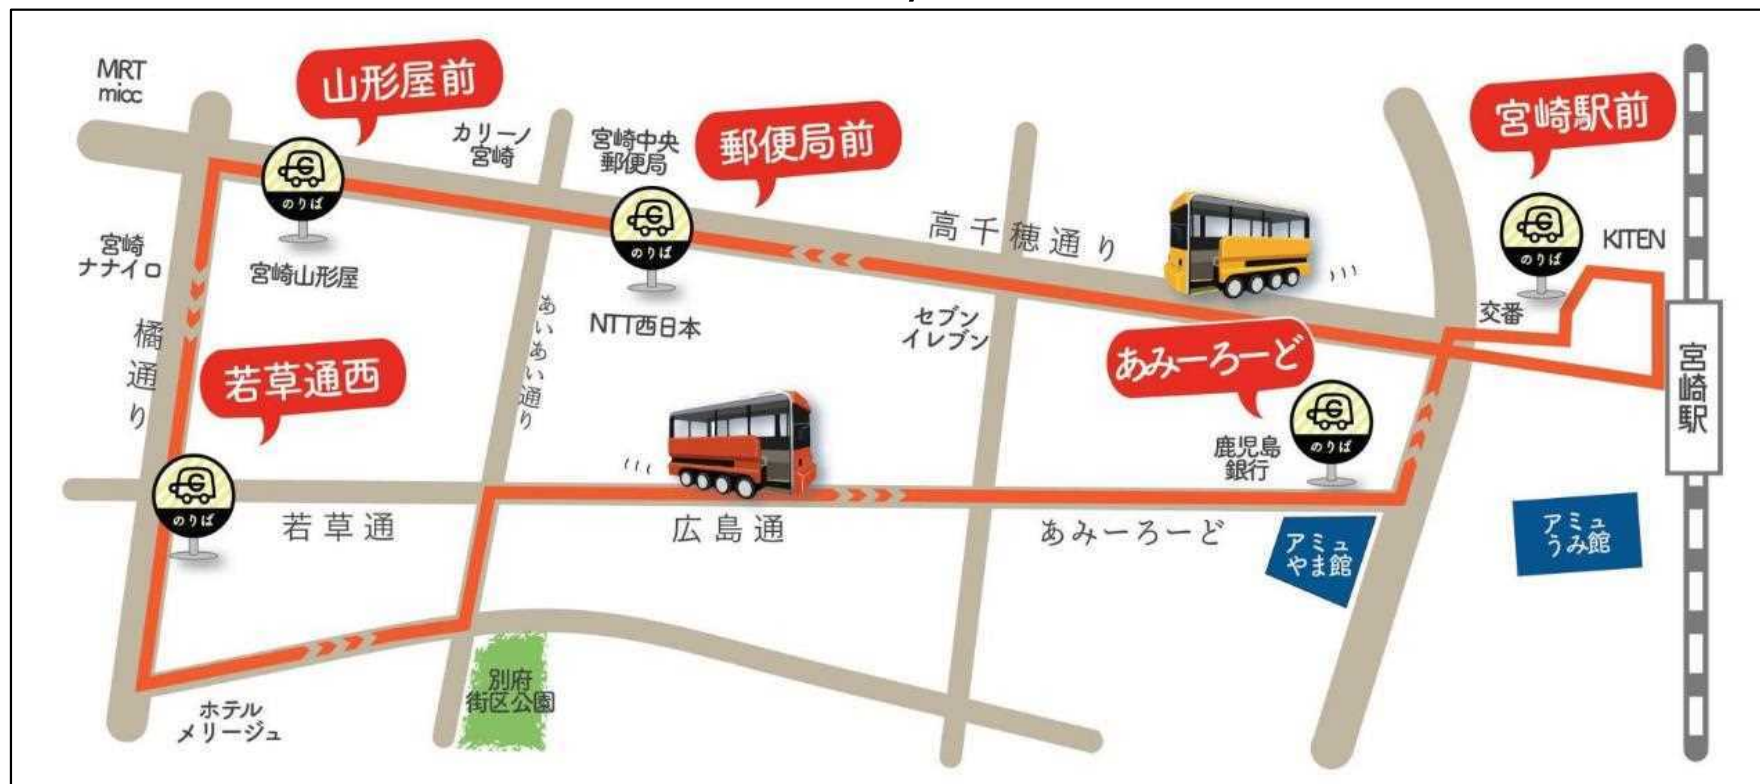 MRT
micc
山形屋前
カリーノ
宮崎
宮崎中央
郵便局
郵便局前
宮崎駅前
のりば
宮崎
ナナイロ
宮崎山形屋
のりば
NTT西日本
高千穂通り
のりば
KITEN
交番
セブン
イレブン
橘通り
あいあい通り
若草通西
あみーろーど
のりば
鹿児島
銀行
宮崎駅
のりば
若草通
広島通
あみーろーど
アミュ
やま館
アミュ
うみ館
別府
街区公園
ホテル
メリージュ